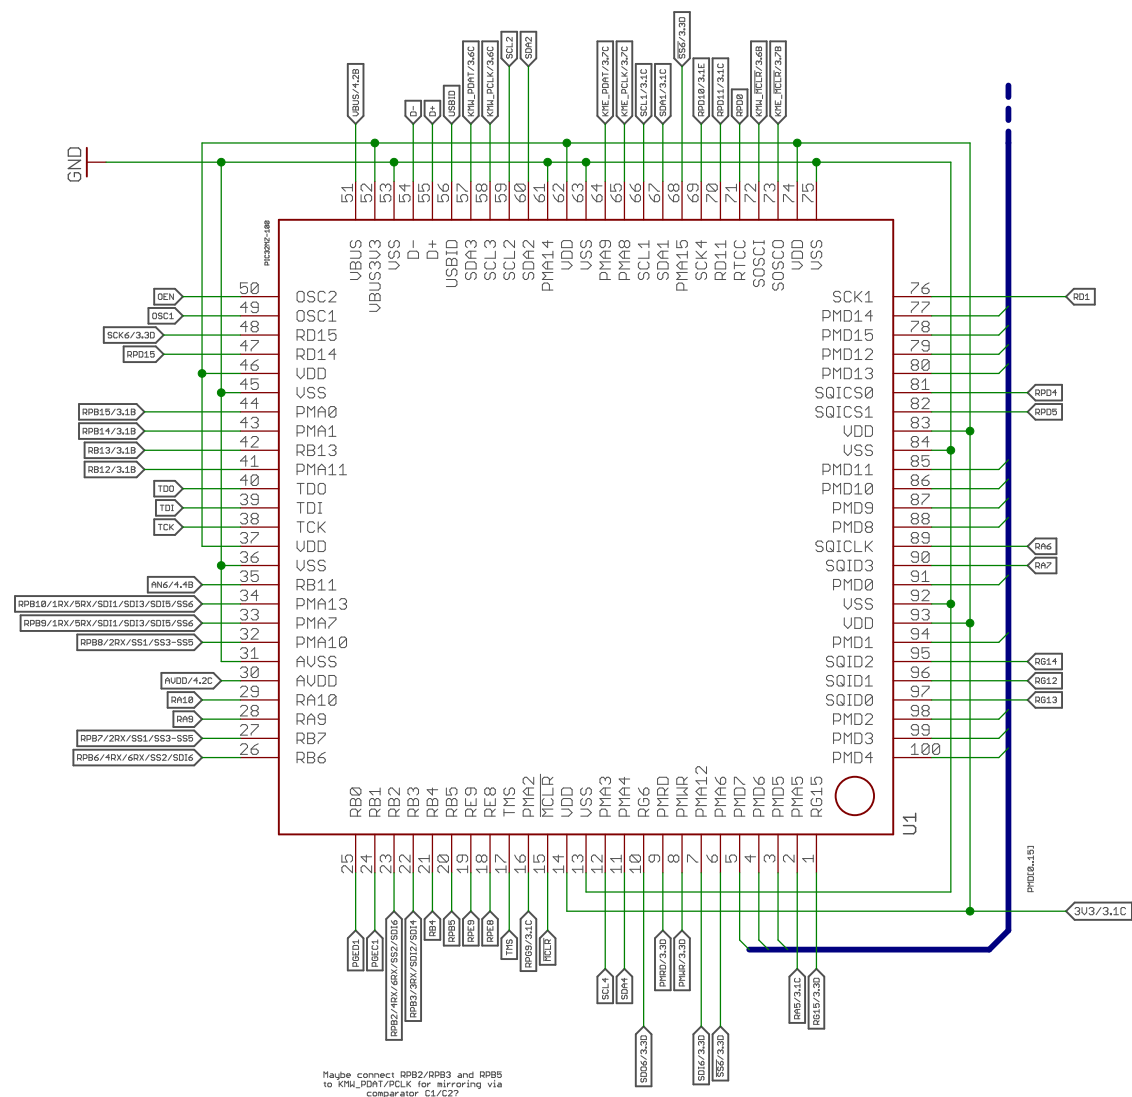 VBUS/4.2B
D-
D+
USBID
KMW_PDAT/3.6C
KMW_PCLK/3.6C
SCL2
SDA2
KME_PDAT/3.7C
KME_PCLK/3.7C
SCL1/3.1C
SDA1/3.1C
SS6/3.3D
RPD10/3.1E
RPD11/3.1C
RPD0
KMW_MCLR/3.6B
KME_MCLR/3.7B
GND
51
52
53
54
55
56
57
58
59
60
61
62
63
64
65
66
67
68
69
70
71
72
73
74
75
PIC32MZ-100
VBUS
VBUS3V3
VSS
D-
D+
USBID
SDA3
SCL3
SCL2
SDA2
PMA14
VDD
VSS
PMA9
PMA8
SCL1
SDA1
PMA15
SCK4
RD11
RTCC
SOSCI
SOSCO
VDD
VSS
OEN 50 OSC2
OSC1 49 OSC1
SCK6/3.3D 48 RD15
RPD15 47 RD14
46 VDD
45 VSS
RPB15/3.1B 44 PMA0
RPB14/3.1B 43 PMA1
RB13/3.1B 42 RB13
RB12/3.1B 41 PMA11
TDO 40 TDO
TDI 39 TDI
TCK 38 TCK
37 VDD
36 VSS
AN6/4.4B 35 RB11
RPB10/1RX/5RX/SDI1/SDI3/SDI5/SS6 34 PMA13
RPB9/1RX/5RX/SDI1/SDI3/SDI5/SS6 33 PMA7
RPB8/2RX/SS1/SS3-SS5 32 PMA10
31 AVSS
AVDD/4.2C 30 AVDD
RA10 29 RA10
RA9 28 RA9
RPB7/2RX/SS1/SS3-SS5 27 RB7
RPB6/4RX/6RX/SS2/SDI6 26 RB6
SCK1 76 RD1
PMD14 77
PMD15 78
PMD12 79
PMD13 80
SQICS0 81 RPD4
SQICS1 82 RPD5
VDD 83
VSS 84
PMD11 85
PMD10 86
PMD9 87
PMD8 88
SQICLK 89 RA6
SQID3 90 RA7
PMD0 91
VSS 92
VDD 93
PMD1 94
SQID2 95 RG14
SQID1 96 RG12
SQID0 97 RG13
PMD2 98
PMD3 99
PMD4 100
RB0
RB1
RB2
RB3
RB4
RB5
RE9
RE8
TMS
PMA2
MCLR
VDD
VSS
PMA3
PMA4
RG6
PMRD
PMWR
PMA12
PMA6
PMD7
PMD6
PMD5
PMA5
RG15
U1
25
24
23
22
21
20
19
18
17
16
15
14
13
12
11
10
9
8
7
6
5
4
3
2
1
PMD[0..15]
3V3/3.1C
PGED1
PGEC1
RPB2/4RX/6RX/SS2/SDI6
RPB3/3RX/SDI2/SDI4
RB4
RPB5
RPE9
RPE8
TMS
RPG9/3.1C
MCLR
SCL4
SDA4
SDO6/3.3D
PMRD/3.3D
PMWR/3.3D
SDI6/3.3D
SS6/3.3D
RA5/3.1C
RG15/3.3D
Maybe connect RPB2/RPB3 and RPB5
to KMW_PDAT/PCLK for mirroring via
comparator C1/C2?